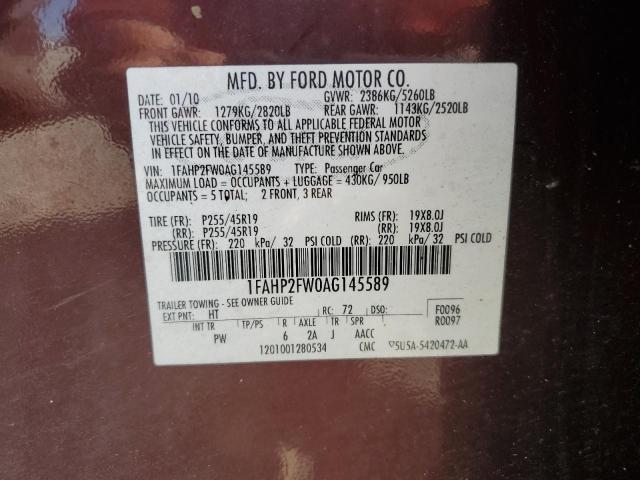 MFD. BY FORD MOTOR CO.
DATE: 01/10 GVWR: 2386KG/5260LB
FRONT GAWR: 1279KG/2820LB REAR GAWR: 1143KG/2520LB
THIS VEHICLE CONFORMS TO ALL APPLICABLE FEDERAL MOTOR
VEHICLE SAFETY, BUMPER, AND THEFT PREVENTION STANDARDS
IN EFFECT ON THE DATE OF MANUFACTURE SHOWN ABOVE.
VIN: 1FAHP2FW0AG145589 TYPE: Passenger Car
MAXIMUM LOAD = OCCUPANTS + LUGGAGE = 430KG/950LB
OCCUPANTS = 5 TOTAL; 2 FRONT, 3 REAR
TIRE (FR): P255/45R19 RIMS (FR): 19X8.0J
(RR): P255/45R19 (RR): 19X8.0J
PRESSURE (FR): 220 kPa/ 32 PSI COLD (RR): 220 kPa/ 32 PSI COLD
1FAHP2FW0AG145589
TRAILER TOWING - SEE OWNER GUIDE
EXT PNT: HT RC: 72 DSO: F0096
R0097
INT TR TP/PS R AXLE TR SPR
PW 6 2A J AACC
1201001280534 CMC ▽5U5A-5420472-AA